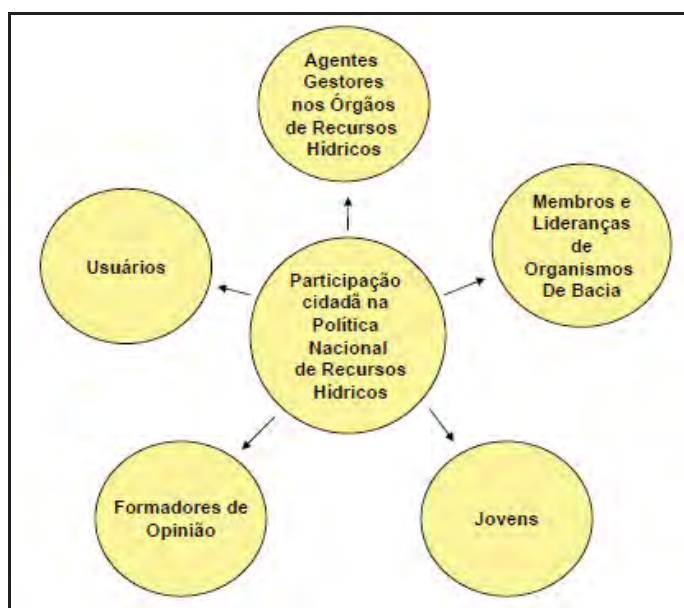 Agentes
Gestores
nos Órgãos
de Recursos
Hídricos
Membros e
Lideranças
de
Organismos
De Bacia
Usuários
Participação
cidadã na
Política
Nacional
de Recursos
Hídricos
Formadores de
Opinião
Jovens